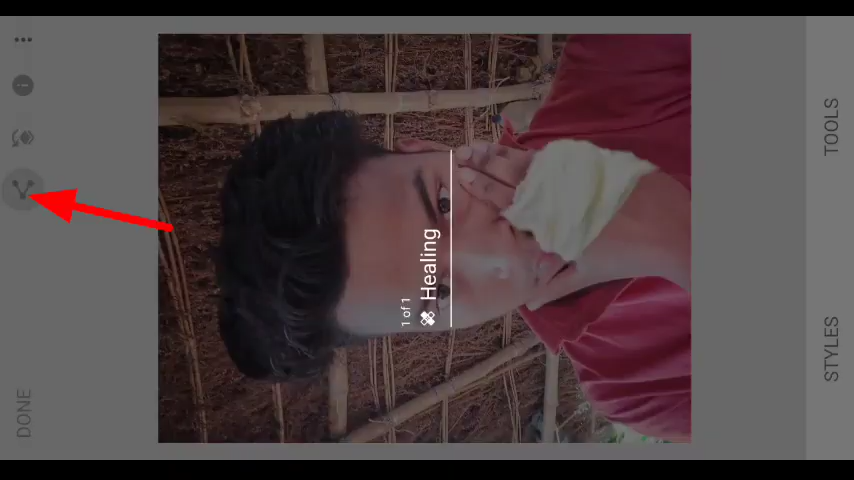 DONE
1 of 1
Healing
STYLES
TOOLS